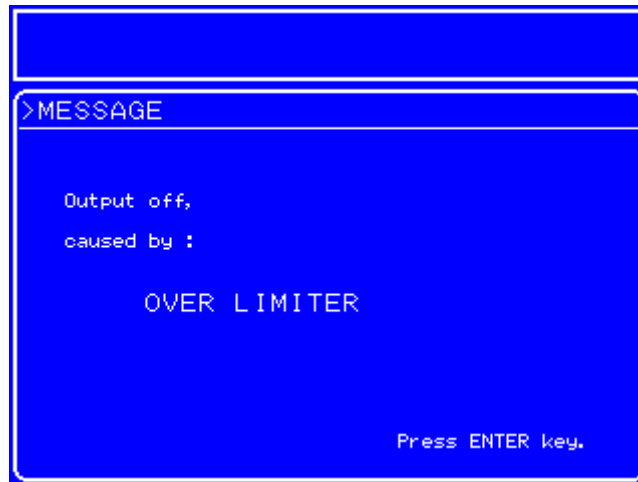 >MESSAGE
Output off,
caused by :
OVER LIMITER
Press ENTER key.